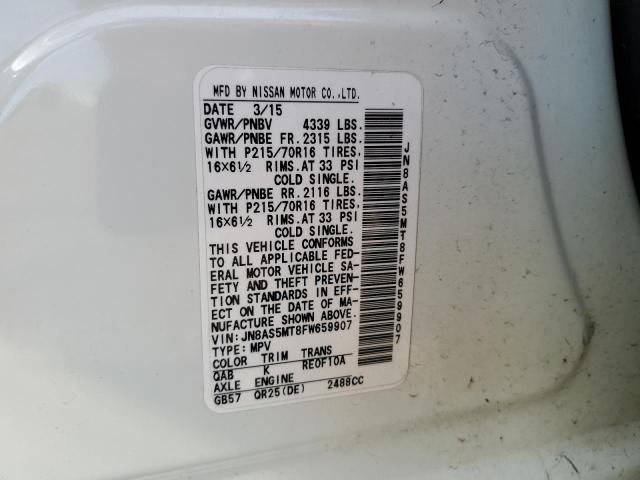 MFD BY NISSAN MOTOR CO.,LTD.
DATE 3/15
GVWR/PNBV 4339 LBS.
GAWR/PNBE FR. 2315 LBS.
WITH P215/70R16 TIRES,
16×6½ RIMS. AT 33 PSI
COLD SINGLE.
GAWR/PNBE RR. 2116 LBS.
WITH P215/70R16 TIRES,
16×6½ RIMS. AT 33 PSI
COLD SINGLE.
THIS VEHICLE CONFORMS
TO ALL APPLICABLE FED-
ERAL MOTOR VEHICLE SA-
FETY AND THEFT PREVEN-
TION STANDARDS IN EFF-
ECT ON THE DATE OF MA-
NUFACTURE SHOWN ABOVE.
VIN: JN8AS5MT8FW659907
TYPE: MPV
COLOR TRIM TRANS
QAB K RE0F10A
AXLE ENGINE
GB57 QR25(DE) 2488CC
JN8AS5MT8FW659907